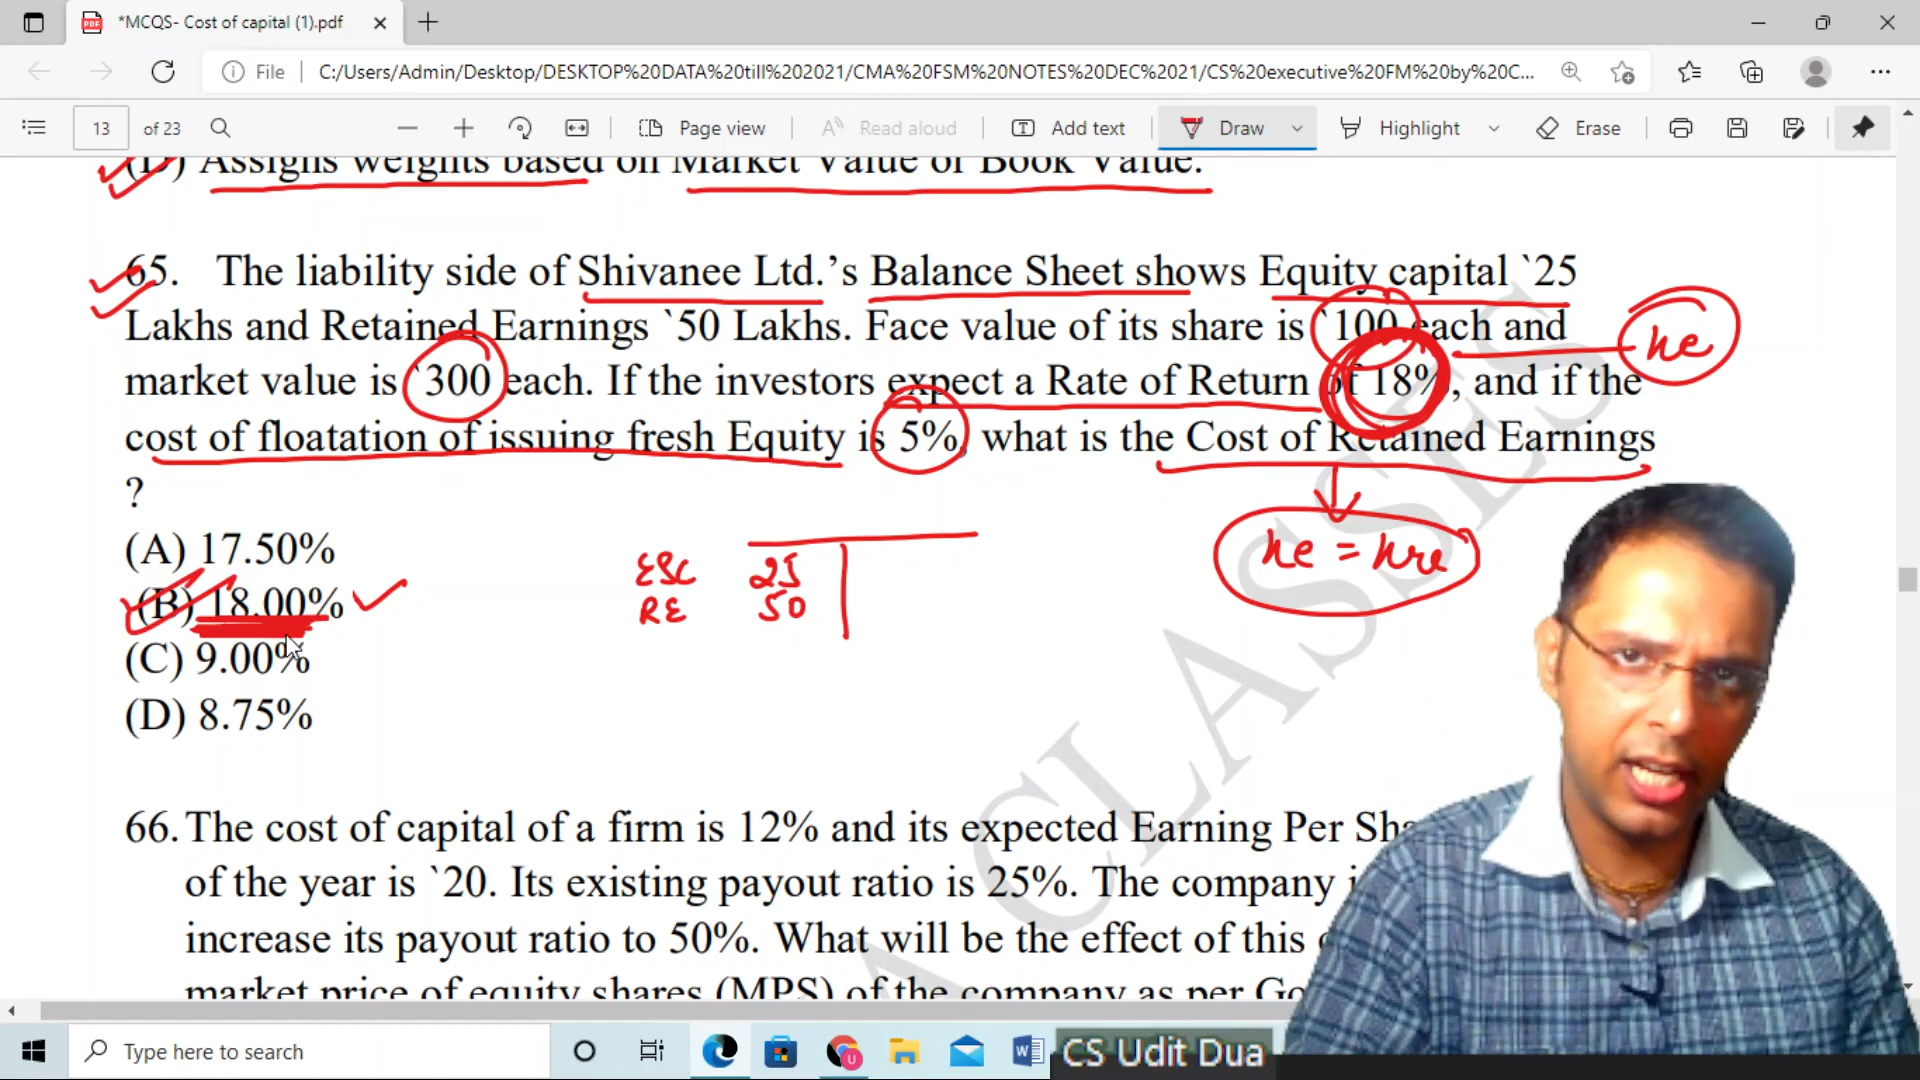 *MCQS- Cost of capital (1).pdf
File C:/Users/Admin/Desktop/DESKTOP%20DATA%20till%202021/CMA%20FSM%20NOTES%20DEC%2021/CS%20executive%20FM%20by%20C...
13 of 23 Page view Read aloud Add text Draw Highlight Erase
(D) Assigns weights based on Market Value or Book Value.
65. The liability side of Shivanee Ltd.'s Balance Sheet shows Equity capital `25
Lakhs and Retained Earnings `50 Lakhs. Face value of its share is `100 each and
ke
market value is `300 each. If the investors expect a Rate of Return of 18%, and if the
cost of floatation of issuing fresh Equity is 5%, what is the Cost of Retained Earnings
?
(A) 17.50%
ke = kre
ESC 25
(B) 18.00%
RE 50
(C) 9.00%
(D) 8.75%
66. The cost of capital of a firm is 12% and its expected Earning Per Sha
of the year is `20. Its existing payout ratio is 25%. The company i
increase its payout ratio to 50%. What will be the effect of this
market price of equity shares (MPS) of the company as per Go
A CLASSES
Type here to search
CS Udit Dua